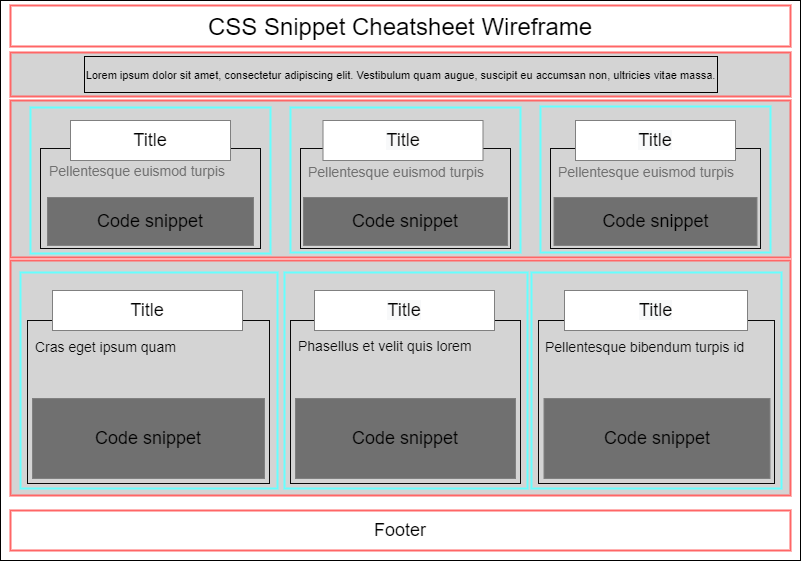 CSS Snippet Cheatsheet Wireframe
Lorem ipsum dolor sit amet, consectetur adipiscing elit. Vestibulum quam augue, suscipit eu accumsan non, ultricies vitae massa.
Title
Pellentesque euismod turpis
Code snippet
Title
Pellentesque euismod turpis
Code snippet
Title
Pellentesque euismod turpis
Code snippet
Title
Cras eget ipsum quam
Code snippet
Title
Phasellus et velit quis lorem
Code snippet
Title
Pellentesque bibendum turpis id
Code snippet
Footer